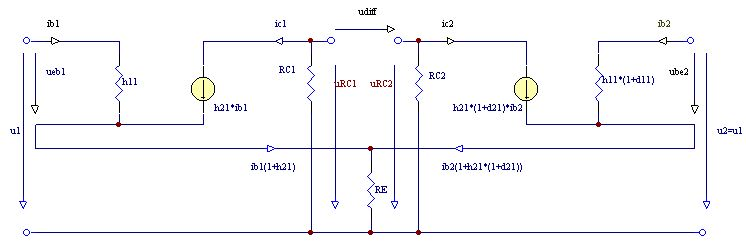 udiff
ib1
ic1
ic2
ib2
ueb1
h11
RC1
uRC1
uRC2
RC2
h11*(1+d11)
ube2
h21*ib1
h21*(1+d21)*ib2
u1
u2=u1
ib1(1+h21)
ib2(1+h21*(1+d21))
RE